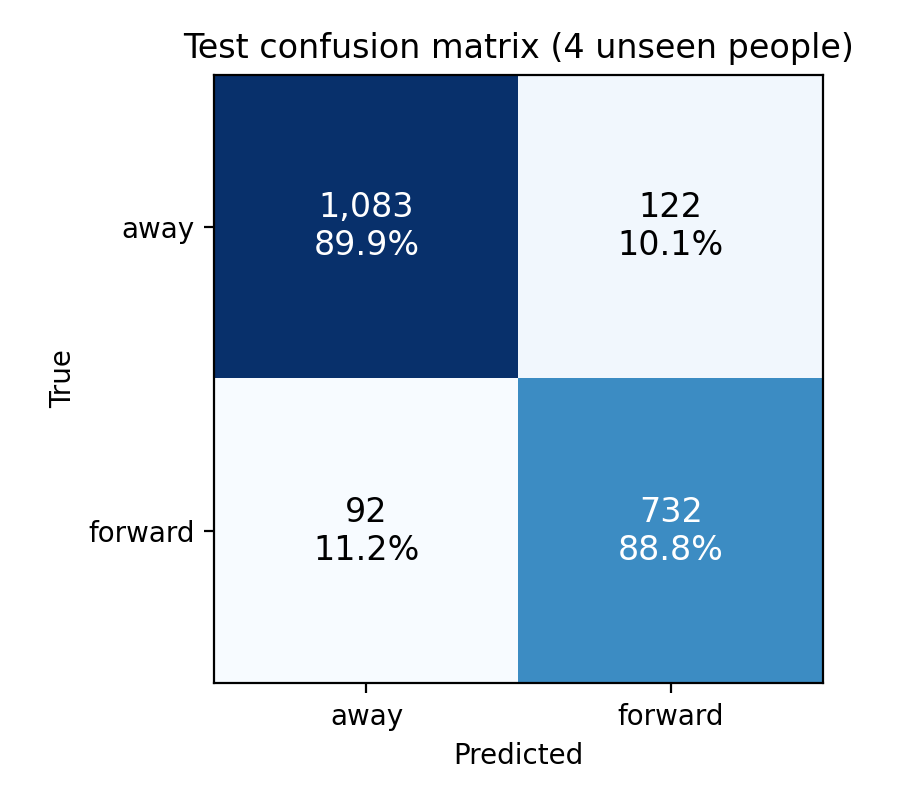 Test confusion matrix (4 unseen people)
True
away
1,083
89.9%
122
10.1%
forward
92
11.2%
732
88.8%
away
forward
Predicted